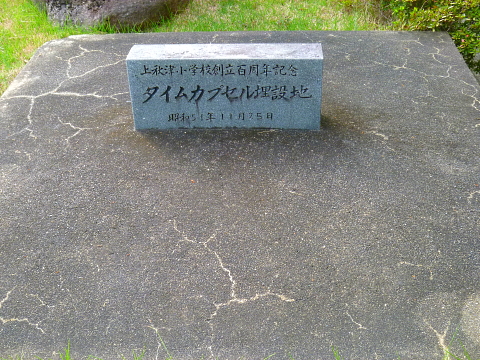 上秋津小学校創立百周年記念
タイムカプセル埋設地
昭和51年11月25日